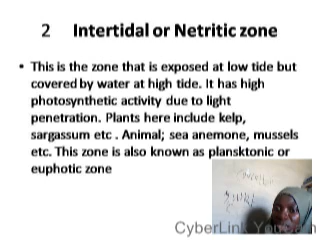 2 Intertidal or Netritic zone
• This is the zone that is exposed at low tide but
covered by water at high tide. It has high
photosynthetic activity due to light
penetration. Plants here include kelp,
sargassum etc . Animal; sea anemone, mussels
etc. This zone is also known as plansktonic or
euphotic zone
CyberLink